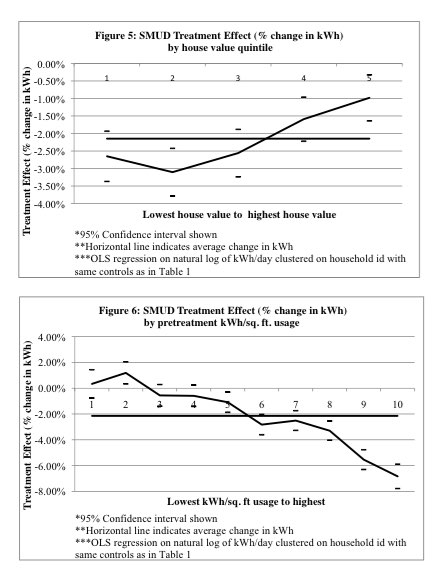 Figure 5: SMUD Treatment Effect (% change in kWh)
by house value quintile
Treatment Effect (% change in kWh)
0.00%
-0.50%
-1.00%
-1.50%
-2.00%
-2.50%
-3.00%
-3.50%
-4.00%
1 2 3 4 5
Lowest house value to highest house value
*95% Confidence interval shown
**Horizontal line indicates average change in kWh
***OLS regression on natural log of kWh/day clustered on household id with
same controls as in Table 1
Figure 6: SMUD Treatment Effect (% change in kWh)
by pretreatment kWh/sq. ft. usage
Treatment Effect (% change in kWh)
4.00%
2.00%
0.00%
-2.00%
-4.00%
-6.00%
-8.00%
1 2 3 4 5 6 7 8 9 10
Lowest kWh/sq. ft usage to highest
*95% Confidence interval shown
**Horizontal line indicates average change in kWh
***OLS regression on natural log of kWh/day clustered on household id with
same controls as in Table 1